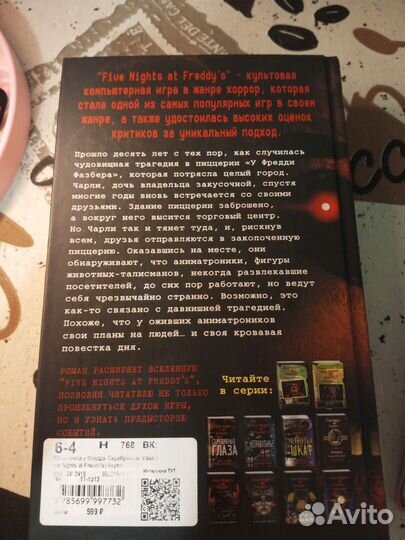 "Five Nights at Freddy's" - культовая
компьютерная игра в жанре хоррор, которая
стала одной из самых популярных игр в своем
жанре, а также удостоилась высоких оценок
критиков за уникальный подход.
Прошло десять лет с тех пор, как случилась
чудовищная трагедия в пиццерии «У Фредди
Фазбера», которая потрясла целый город.
Чарли, дочь владельца закусочной, спустя
многие годы вновь встречается со своими
друзьями. Здание пиццерии заброшено,
а вокруг него высится торговый центр.
Но Чарли так и тянет туда, и, рискнув
всем, друзья отправляются в заколоченную
пиццерию. Оказавшись на месте, они
обнаруживают, что аниматроники, фигуры
животных-талисманов, некогда развлекавшие
посетителей, до сих пор работают, но ведут
себя чрезвычайно странно. Возможно, это
как-то связано с давнишней трагедией.
Похоже, что у оживших аниматроников
свои планы на людей… и своя кровавая
повестка дня.
РОМАН РАСШИРЯЕТ ВСЕЛЕННУЮ
"FIVE NIGHTS AT FREDDY'S",
ПОЗВОЛЯЯ ЧИТАТЕЛЮ НЕ ТОЛЬКО
ПРОНИКНУТЬСЯ ДУХОМ ИГРЫ,
НО И УЗНАТЬ ПРЕДЫСТОРИЮ
СОБЫТИЙ.
Читайте
в серии:
СЕРЕБРЯНЫЕ
ГЛАЗА
6-4 Н 768 ВК:
Цена:
599 ₽
9785699997732
Avito